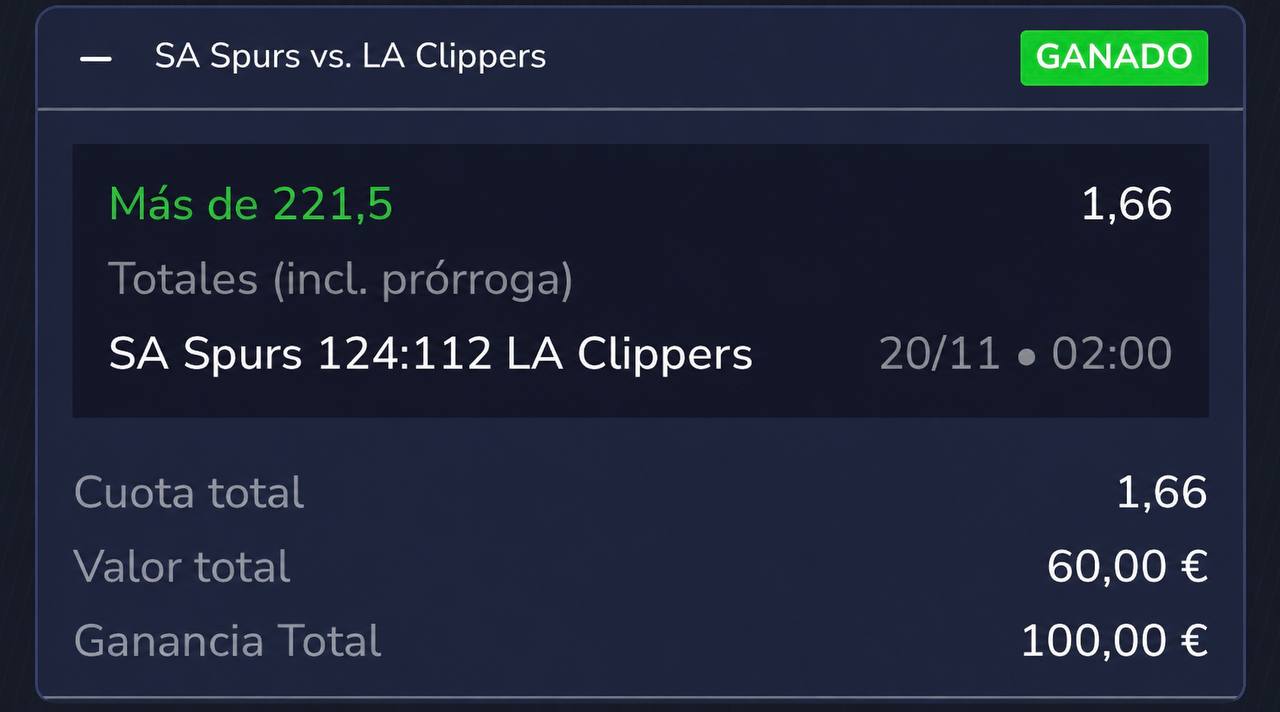 SA Spurs vs. LA Clippers GANADO
Más de 221,5 1,66
Totales (incl. prórroga)
SA Spurs 124:112 LA Clippers 20/11 • 02:00
Cuota total 1,66
Valor total 60,00 €
Ganancia Total 100,00 €